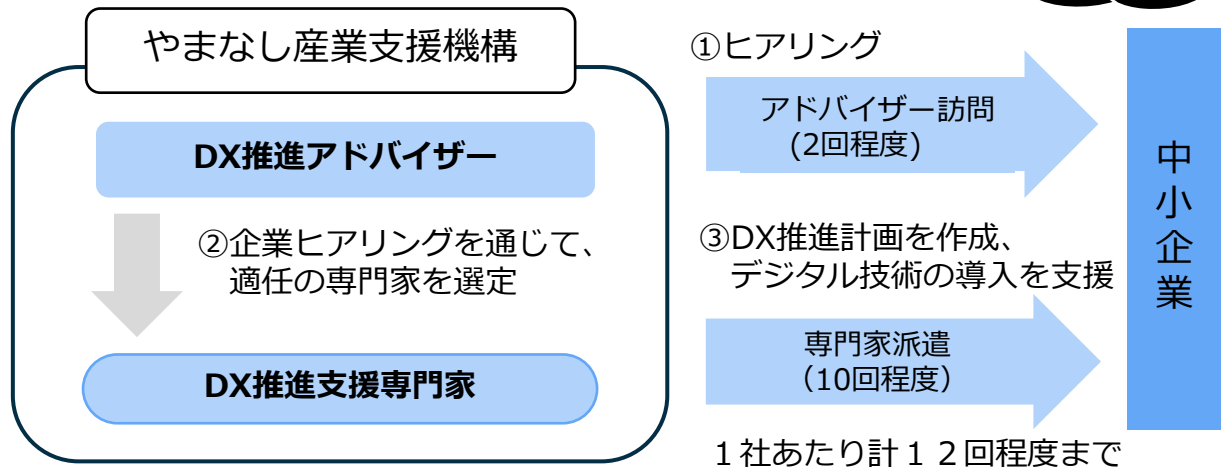 やまなし産業支援機構
DX推進アドバイザー
②企業ヒアリングを通じて、
適任の専門家を選定
DX推進支援専門家
①ヒアリング
アドバイザー訪問
(2回程度)
③DX推進計画を作成、
デジタル技術の導入を支援
専門家派遣
（10回程度）
１社あたり計１２回程度まで
中小企業